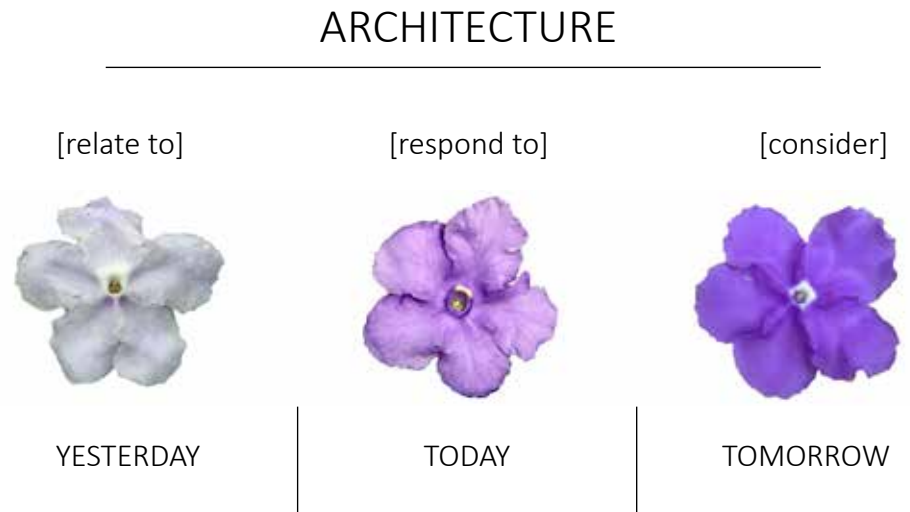 ARCHITECTURE
[relate to] [respond to] [consider]
YESTERDAY TODAY TOMORROW